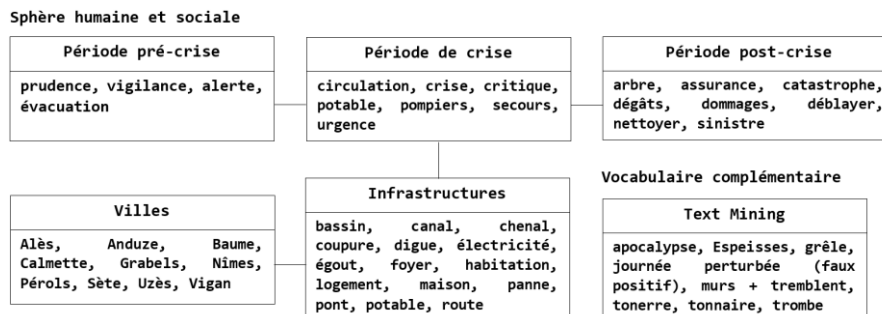 Sphère humaine et sociale
Période pré-crise
prudence, vigilance, alerte,
évacuation
Période de crise
circulation, crise, critique,
potable, pompiers, secours,
urgence
Période post-crise
arbre, assurance, catastrophe,
dégâts, dommages, déblayer,
nettoyer, sinistre
Villes
Alès, Anduze, Baume,
Calmette, Grabels, Nîmes,
Pérols, Sète, Uzès, Vigan
Infrastructures
bassin, canal, chenal,
coupure, digue, électricité,
égout, foyer, habitation,
logement, maison, panne,
pont, potable, route
Vocabulaire complémentaire
Text Mining
apocalypse, Espeisses, grêle,
journée perturbée (faux
positif), murs + tremblent,
tonerre, tonnaire, trombe